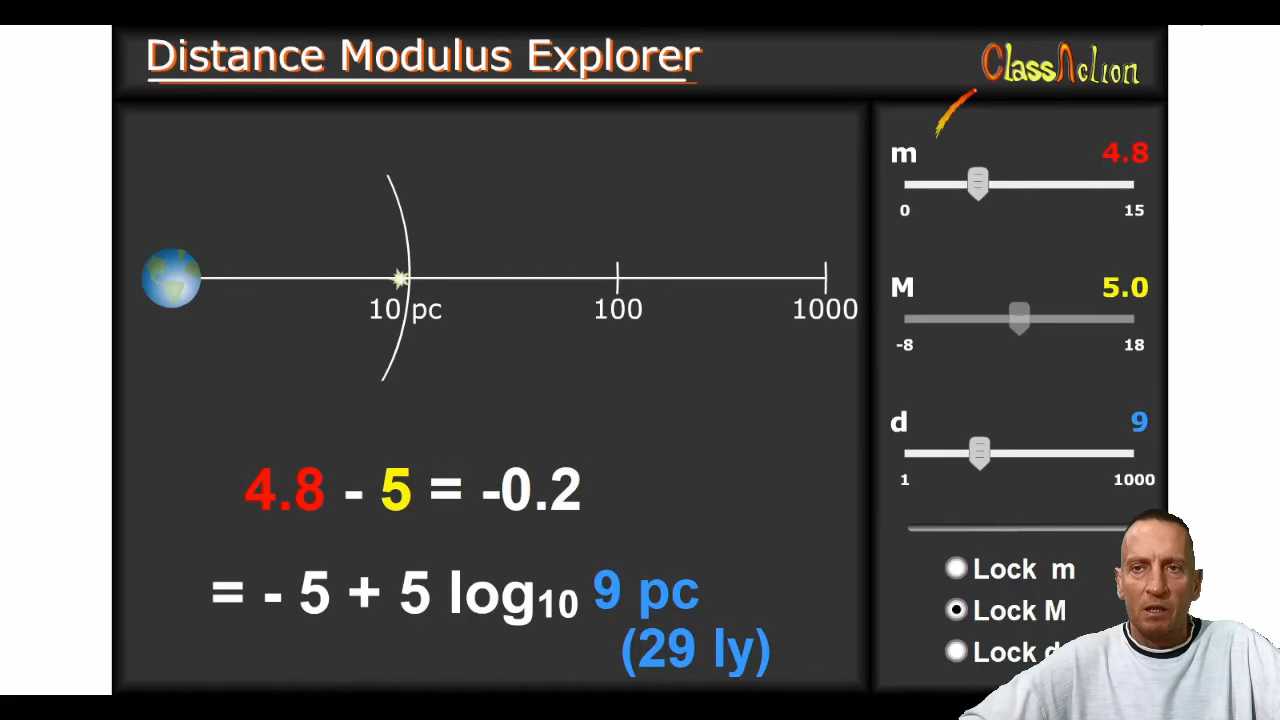 Distance Modulus Explorer
ClassAction
m 4.8
0 15
10 pc 100 1000
M 5.0
-8 18
d 9
1 1000
4.8 - 5 = -0.2
= - 5 + 5 log10 9 pc
(29 ly)
Lock m
Lock M
Lock d